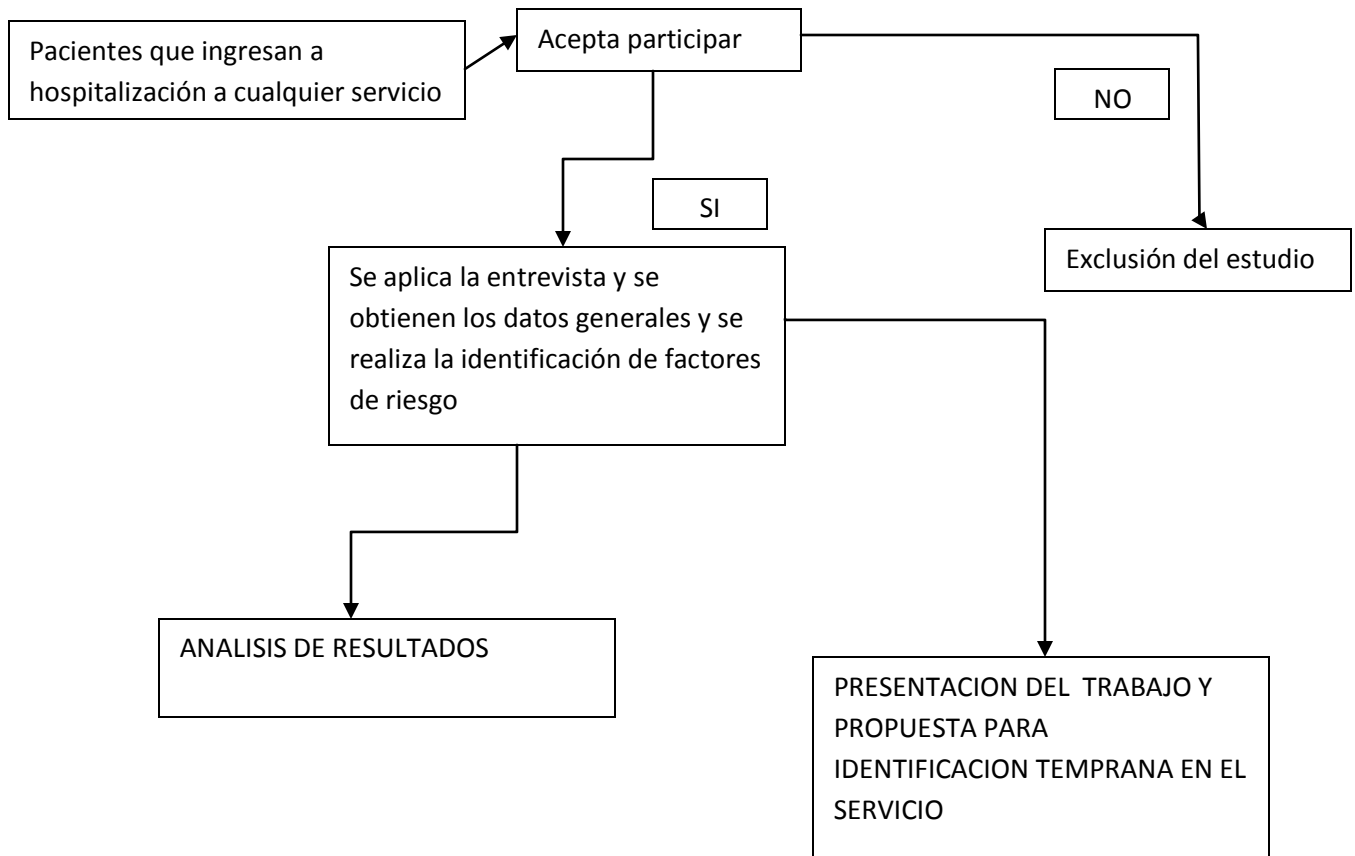 Pacientes que ingresan a
hospitalización a cualquier servicio
Acepta participar
NO
SI
Exclusión del estudio
Se aplica la entrevista y se
obtienen los datos generales y se
realiza la identificación de factores
de riesgo
ANALISIS DE RESULTADOS
PRESENTACION DEL  TRABAJO Y
PROPUESTA PARA
IDENTIFICACION TEMPRANA EN EL
SERVICIO